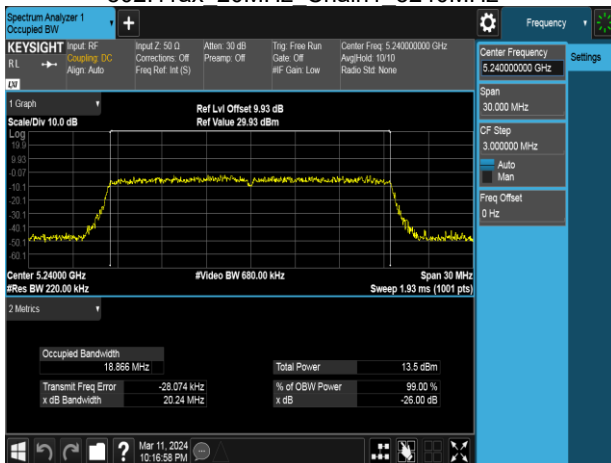 Spectrum Analyzer 1
Occupied BW
+
Frequency
KEYSIGHT
RL
LXI
Input: RF
Coupling: DC
Align: Auto
Input Z: 50 Ω
Corrections: Off
Freq Ref: Int (S)
Atten: 30 dB
Preamp: Off
Trig: Free Run
Gate: Off
#IF Gain: Low
Center Freq: 5.240000000 GHz
Avg|Hold: 10/10
Radio Std: None
Center Frequency
5.240000000 GHz
Settings
Span
30.000 MHz
CF Step
3.000000 MHz
Auto
Man
Freq Offset
0 Hz
1 Graph
Scale/Div 10.0 dB
Ref Lvl Offset 9.93 dB
Ref Value 29.93 dBm
Log
19.9
9.93
-0.07
-10.1
-20.1
-30.1
-40.1
-50.1
-60.1
Center 5.24000 GHz
#Video BW 680.00 kHz
Span 30 MHz
#Res BW 220.00 kHz
Sweep 1.93 ms (1001 pts)
2 Metrics
Occupied Bandwidth
18.866 MHz
Total Power
13.5 dBm
Transmit Freq Error
-28.074 kHz
% of OBW Power
99.00 %
x dB Bandwidth
20.24 MHz
x dB
-26.00 dB
?
Mar 11, 2024
10:16:58 PM